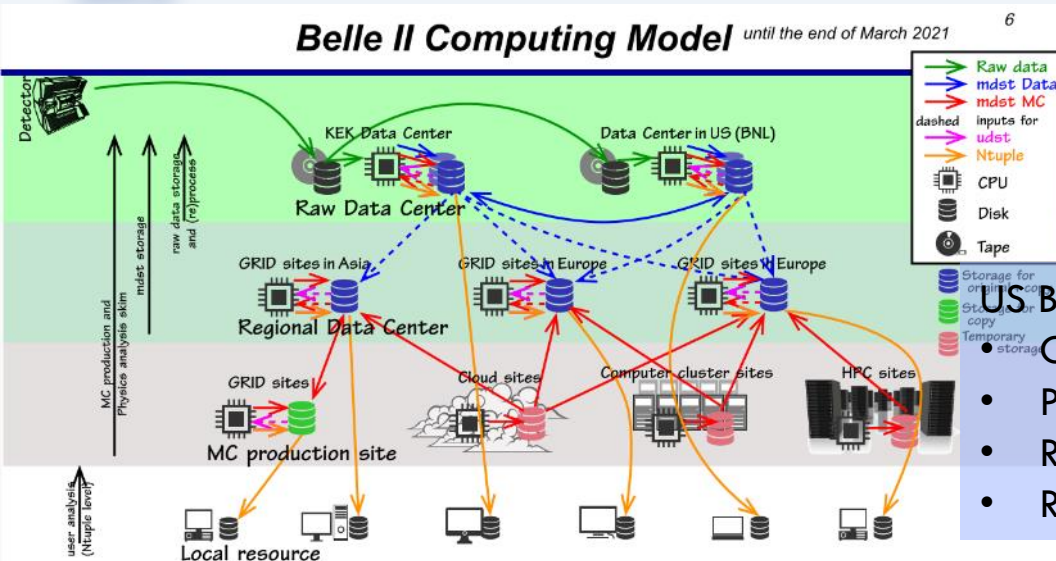 Belle II Computing Model until the end of March 2021
6
Detector
Raw data
mdst Data
mdst MC
dashed inputs for
udst
Ntuple
CPU
Disk
Tape
Storage for
original copy
Storage for
copy
Temporary
storage
KEK Data Center
Data Center in US (BNL)
Raw Data Center
raw data storage
and (re)process
mdst storage
MC production and
Physics analysis skim
GRID sites in Asia
GRID sites in Europe
GRID sites in Europe
Regional Data Center
GRID sites
Cloud sites
Computer cluster sites
HPC sites
MC production site
user analysis
(Ntuple level)
Local resource
US B
• C
• P
• R
• R